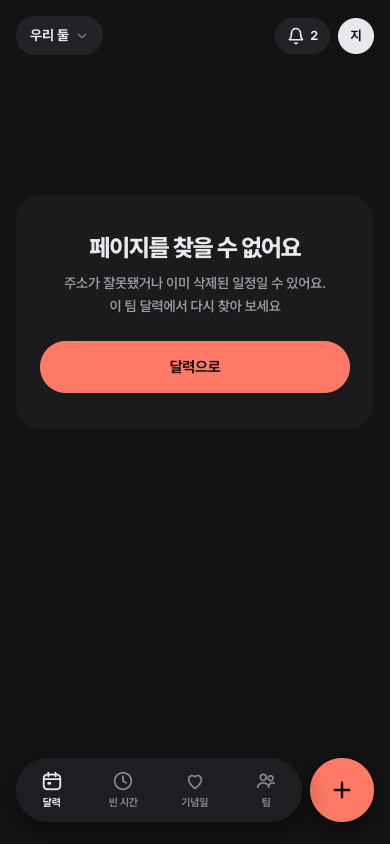 우리 둘
2
지
페이지를 찾을 수 없어요
주소가 잘못됐거나 이미 삭제된 일정일 수 있어요.
이 팀 달력에서 다시 찾아 보세요
달력으로
달력
빈 시간
기념일
팀